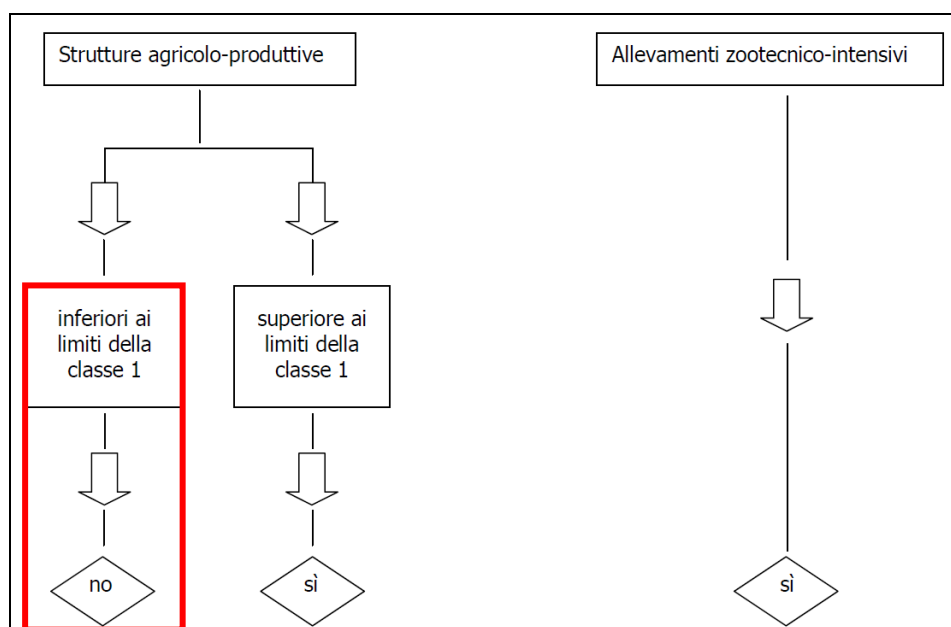 Strutture agricolo-produttive
Allevamenti zootecnico-intensivi
inferiori ai
limiti della
classe 1
superiore ai
limiti della
classe 1
no
sì
sì